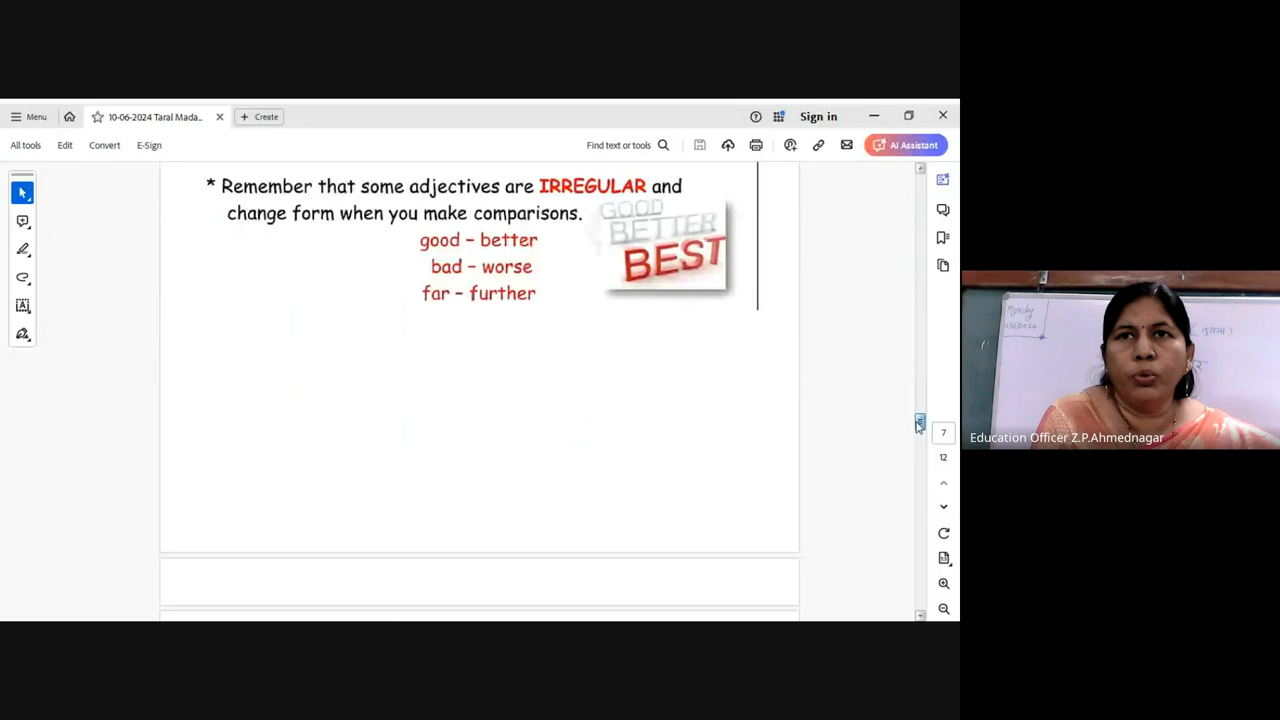 Menu
10-06-2024 Taral Mada...
Create
Sign in
All tools
Edit
Convert
E-Sign
Find text or tools
AI Assistant
* Remember that some adjectives are IRREGULAR and
change form when you make comparisons.
good – better
bad – worse
far – further
GOOD
BETTER
BEST
7
12
Education Officer Z.P.Ahmednagar